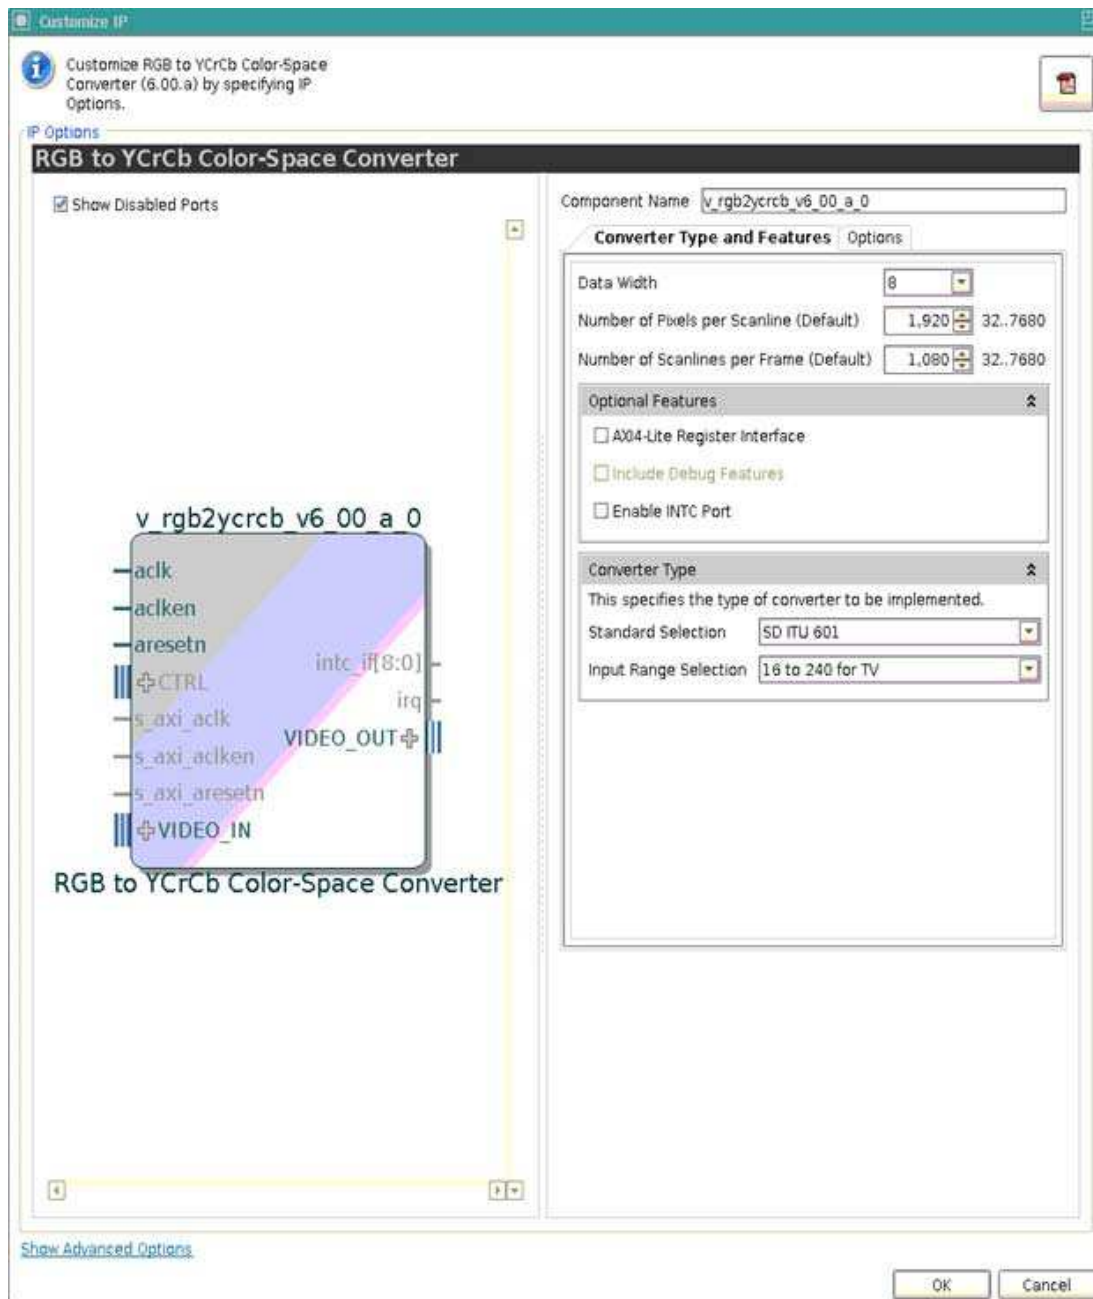 Customize IP
Customize RGB to YCrCb Color-Space
Converter (6.00.a) by specifying IP
Options.
IP Options
RGB to YCrCb Color-Space Converter
Show Disabled Ports
v_rgb2ycrcb_v6_00_a_0
aclk
aclken
aresetn
intc_if[8:0]
CTRL
irq
s_axi_aclk
VIDEO_OUT
s_axi_aclken
s_axi_aresetn
VIDEO_IN
RGB to YCrCb Color-Space Converter
Component Name v_rgb2ycrcb_v6_00_a_0
Converter Type and Features Options
Data Width 8
Number of Pixels per Scanline (Default) 1,920 32..7680
Number of Scanlines per Frame (Default) 1,080 32..7680
Optional Features
AXI4-Lite Register Interface
Include Debug Features
Enable INTC Port
Converter Type
This specifies the type of converter to be implemented.
Standard Selection SD ITU 601
Input Range Selection 16 to 240 for TV
Show Advanced Options
OK Cancel